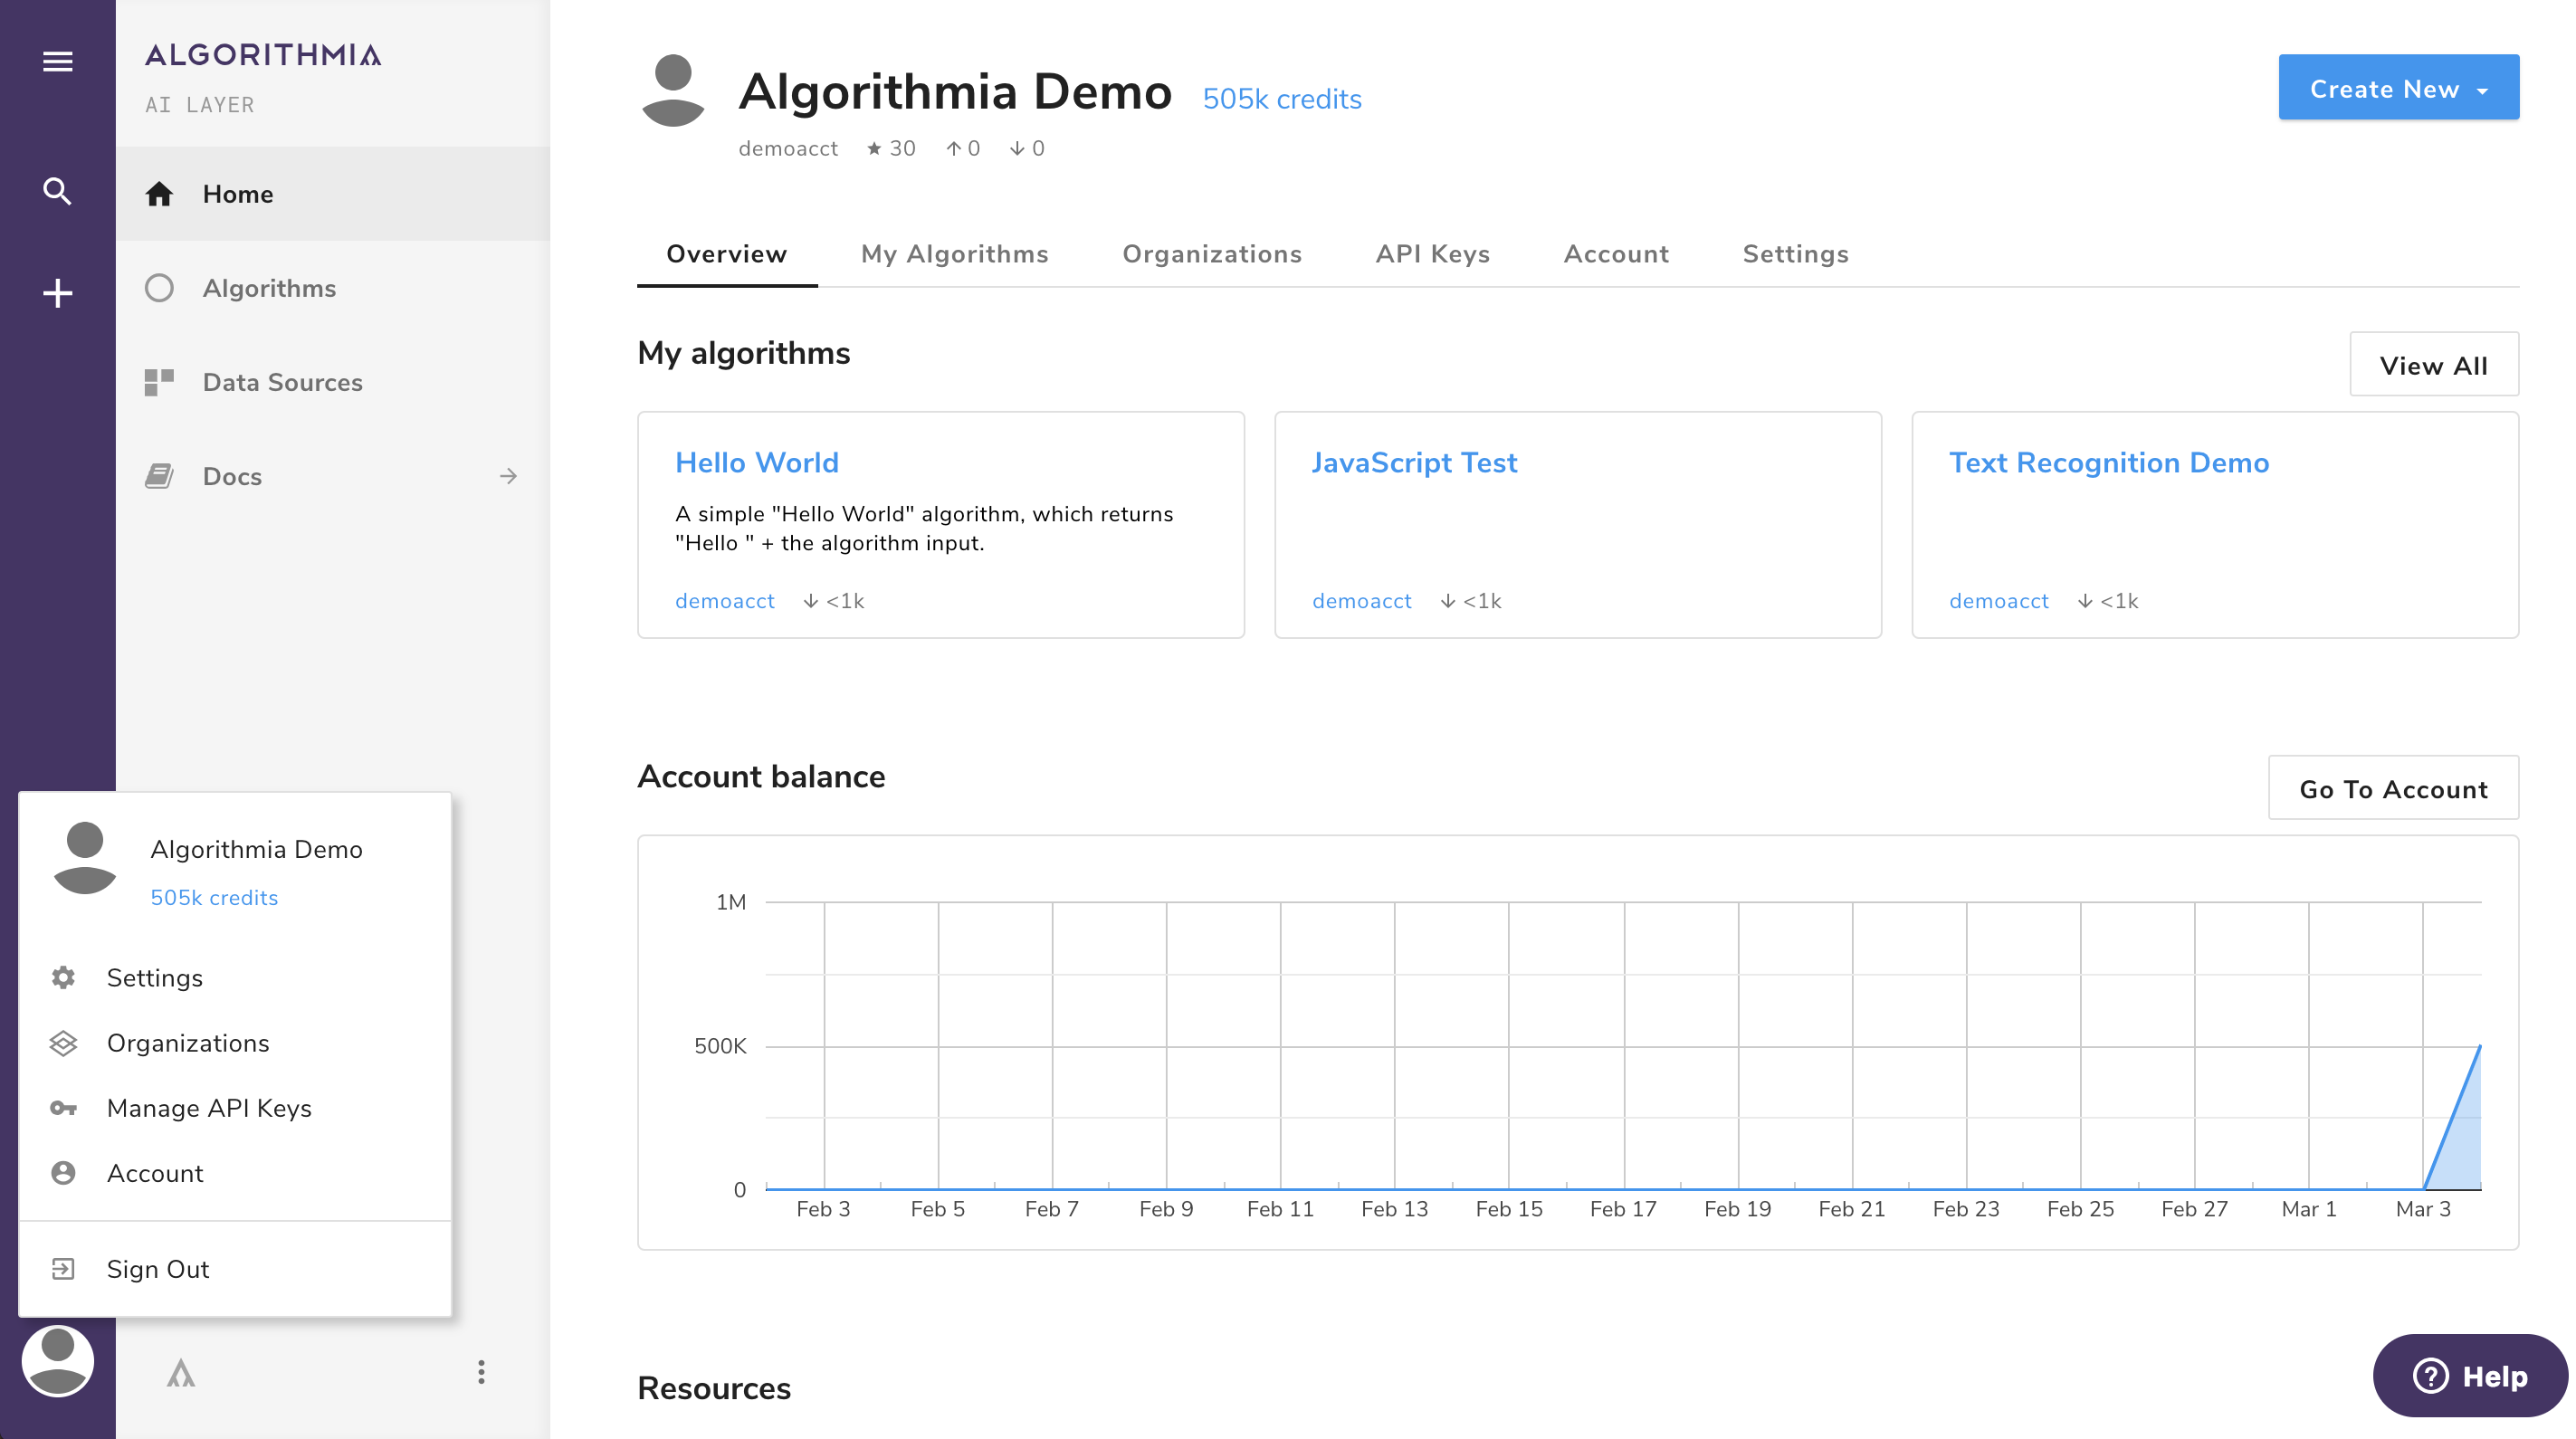 ALGORITHMIA
AI LAYER
Home
Algorithms
Data Sources
Docs
Algorithmia Demo
505k credits
Settings
Organizations
Manage API Keys
Account
Sign Out
Algorithmia Demo 505k credits
demoacct 30 0 0
Create New
Overview My Algorithms Organizations API Keys Account Settings
My algorithms
View All
Hello World
A simple "Hello World" algorithm, which returns
"Hello " + the algorithm input.
demoacct <1k
JavaScript Test
demoacct <1k
Text Recognition Demo
demoacct <1k
Account balance
Go To Account
1M
500K
0
Feb 3 Feb 5 Feb 7 Feb 9 Feb 11 Feb 13 Feb 15 Feb 17 Feb 19 Feb 21 Feb 23 Feb 25 Feb 27 Mar 1 Mar 3
Resources
? Help